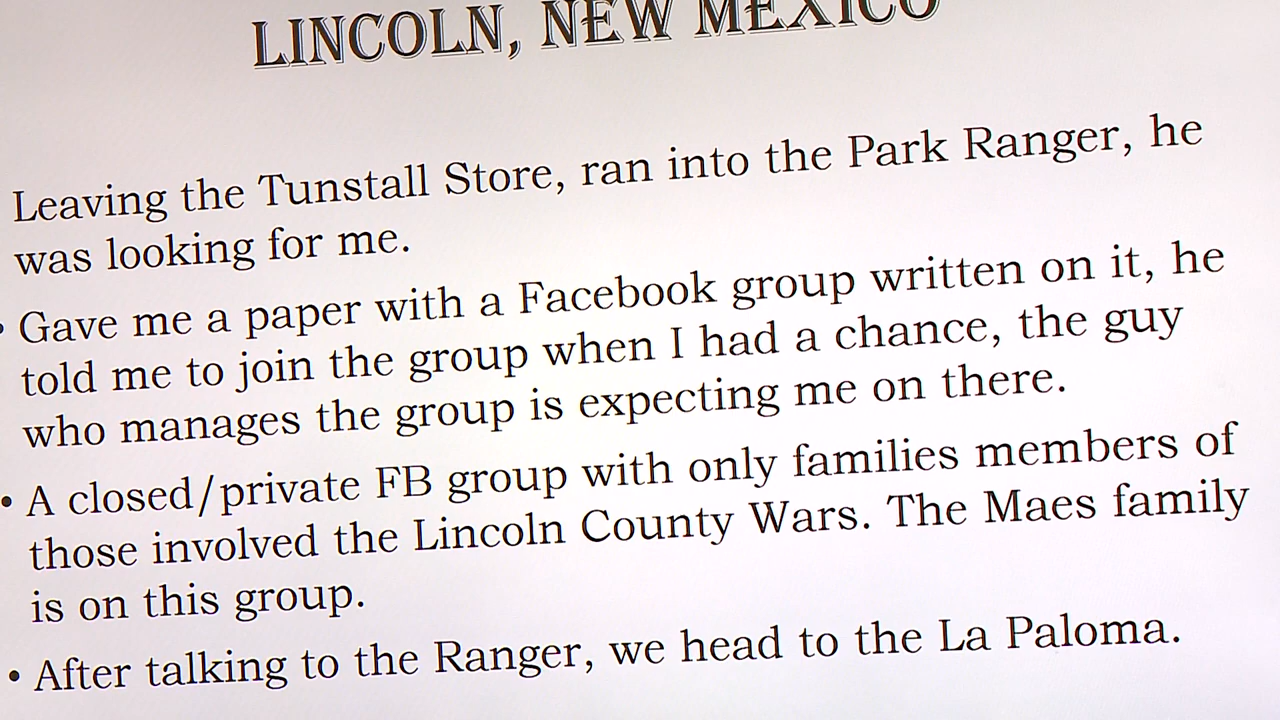 LINCOLN, NEW MEXICO
Leaving the Tunstall Store, ran into the Park Ranger, he
was looking for me.
• Gave me a paper with a Facebook group written on it, he
told me to join the group when I had a chance, the guy
who manages the group is expecting me on there.
• A closed/private FB group with only families members of
those involved the Lincoln County Wars. The Maes family
is on this group.
• After talking to the Ranger, we head to the La Paloma.